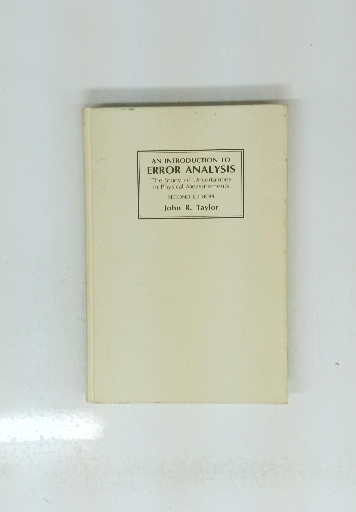 AN INTRODUCTION TO
ERROR ANALYSIS
The Study of Uncertainties
in Physical Measurements
SECOND EDITION
John R. Taylor